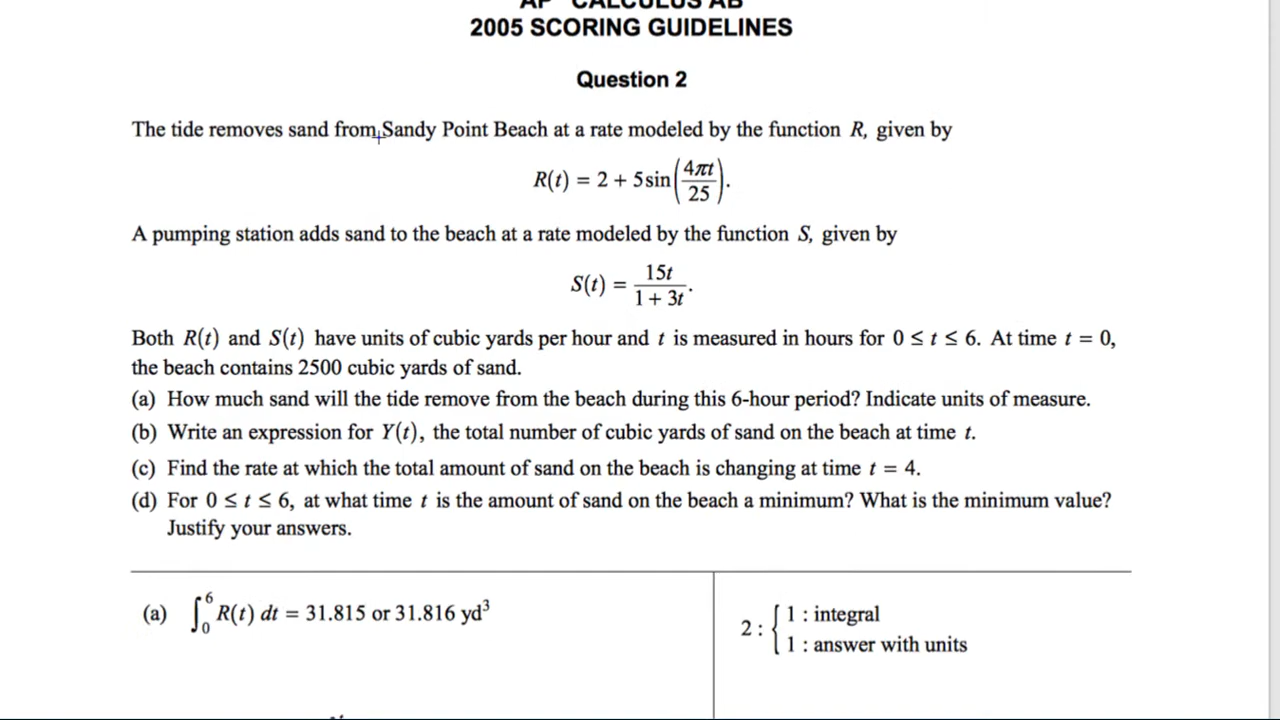 AP CALCULUS AB
2005 SCORING GUIDELINES
Question 2
The tide removes sand from Sandy Point Beach at a rate modeled by the function R, given by
R(t) = 2 + 5sin(4πt/25).
A pumping station adds sand to the beach at a rate modeled by the function S, given by
S(t) = 15t/(1 + 3t).
Both R(t) and S(t) have units of cubic yards per hour and t is measured in hours for 0 ≤ t ≤ 6. At time t = 0,
the beach contains 2500 cubic yards of sand.
(a) How much sand will the tide remove from the beach during this 6-hour period? Indicate units of measure.
(b) Write an expression for Y(t), the total number of cubic yards of sand on the beach at time t.
(c) Find the rate at which the total amount of sand on the beach is changing at time t = 4.
(d) For 0 ≤ t ≤ 6, at what time t is the amount of sand on the beach a minimum? What is the minimum value?
Justify your answers.
(a) ∫₀⁶ R(t) dt = 31.815 or 31.816 yd³
2 : { 1 : integral
1 : answer with units